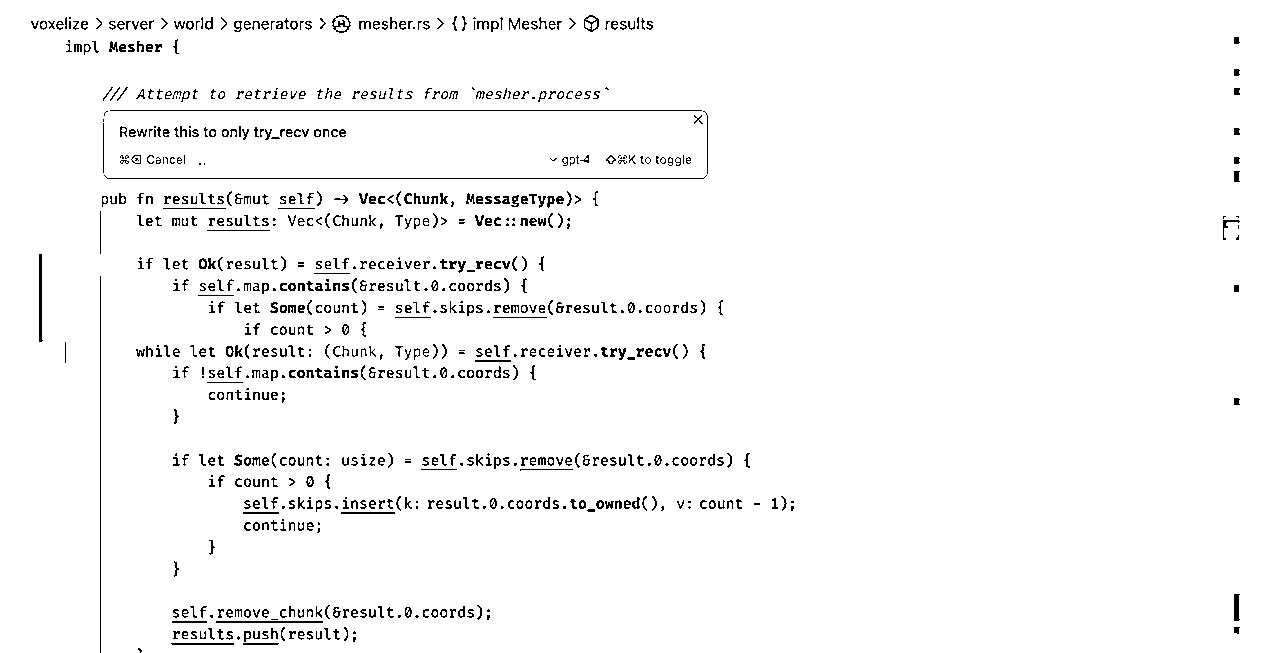 voxelize > server > world > generators > mesher.rs > {} impl Mesher > results
impl Mesher {
/// Attempt to retrieve the results from `mesher.process`
Rewrite this to only try_recv once
⌘⌫ Cancel ..
gpt-4 ⇧⌘K to toggle
pub fn results(&mut self) -> Vec<(Chunk, MessageType)> {
let mut results: Vec<(Chunk, Type)> = Vec::new();
if let Ok(result) = self.receiver.try_recv() {
if self.map.contains(&result.0.coords) {
if let Some(count) = self.skips.remove(&result.0.coords) {
if count > 0 {
while let Ok(result: (Chunk, Type)) = self.receiver.try_recv() {
if !self.map.contains(&result.0.coords) {
continue;
}
if let Some(count: usize) = self.skips.remove(&result.0.coords) {
if count > 0 {
self.skips.insert(k: result.0.coords.to_owned(), v: count - 1);
continue;
}
}
self.remove_chunk(&result.0.coords);
results.push(result);